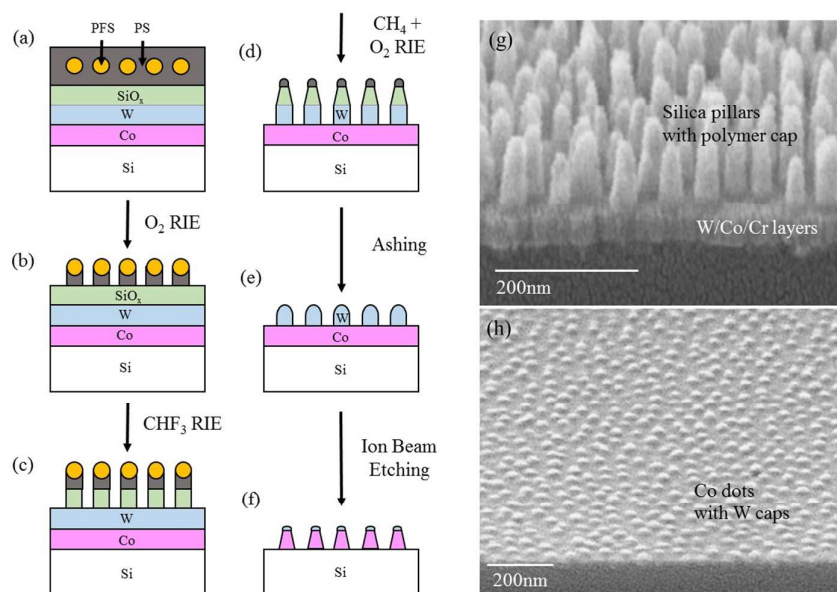 (a)
PFS PS
SiOₓ
W
Co
Si
O₂ RIE
(b)
SiOₓ
W
Co
Si
CHF₃ RIE
(c)
W
Co
Si
(d)
CH₄ +
O₂ RIE
W
Co
Si
Ashing
(e)
W
Co
Si
Ion Beam
Etching
(f)
Si
(g)
Silica pillars
with polymer cap
W/Co/Cr layers
200nm
(h)
Co dots
with W caps
200nm